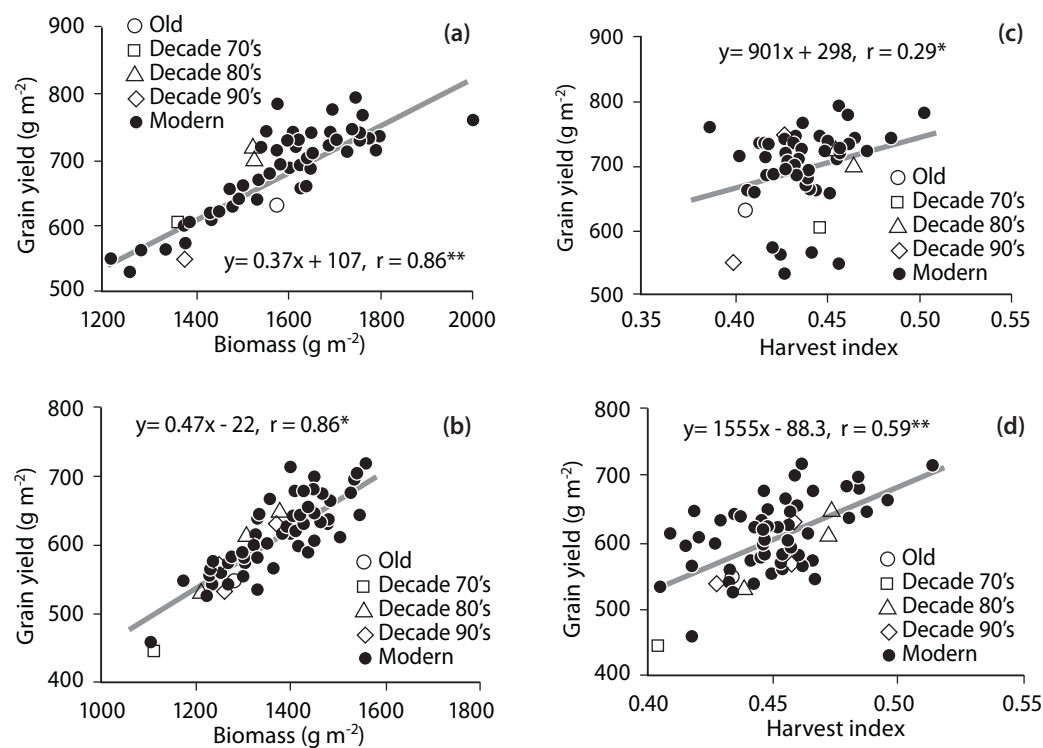 (a)
Old
Decade 70's
Decade 80's
Decade 90's
Modern
y= 0.37x + 107, r = 0.86**
Grain yield (g m-2)
900
800
700
600
500
1200 1400 1600 1800 2000
Biomass (g m-2)
(c)
y= 901x + 298, r = 0.29*
Old
Decade 70's
Decade 80's
Decade 90's
Modern
Grain yield (g m-2)
900
800
700
600
500
0.35 0.40 0.45 0.50 0.55
Harvest index
(b)
y= 0.47x - 22, r = 0.86*
Old
Decade 70's
Decade 80's
Decade 90's
Modern
Grain yield (g m-2)
800
700
600
500
400
1000 1200 1400 1600 1800
Biomass (g m-2)
(d)
y= 1555x - 88.3, r = 0.59**
Old
Decade 70's
Decade 80's
Decade 90's
Modern
Grain yield (g m-2)
800
700
600
500
400
0.40 0.45 0.50 0.55
Harvest index